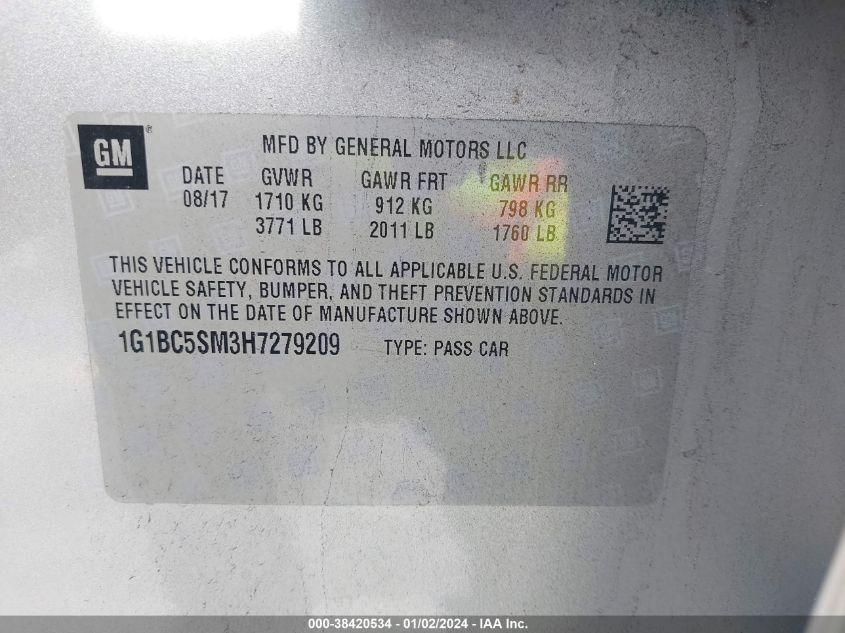 GM ®
MFD BY GENERAL MOTORS LLC
DATE GVWR GAWR FRT GAWR RR
08/17 1710 KG 912 KG 798 KG
3771 LB 2011 LB 1760 LB
THIS VEHICLE CONFORMS TO ALL APPLICABLE U.S. FEDERAL MOTOR
VEHICLE SAFETY, BUMPER, AND THEFT PREVENTION STANDARDS IN
EFFECT ON THE DATE OF MANUFACTURE SHOWN ABOVE.
1G1BC5SM3H7279209 TYPE: PASS CAR
000-38420534 - 01/02/2024 - IAA Inc.